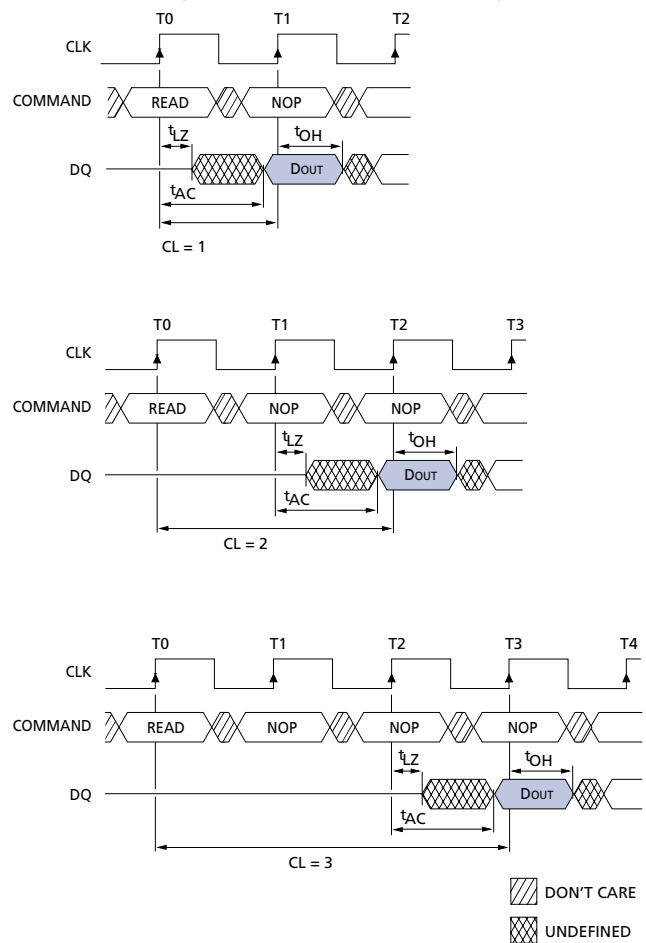 T0 T1 T2
CLK
COMMAND READ NOP
tLZ tOH
DQ DOUT
tAC
CL = 1
T0 T1 T2 T3
CLK
COMMAND READ NOP NOP
tLZ tOH
DQ DOUT
tAC
CL = 2
T0 T1 T2 T3 T4
CLK
COMMAND READ NOP NOP NOP
tLZ tOH
DQ DOUT
tAC
CL = 3
DON'T CARE
UNDEFINED